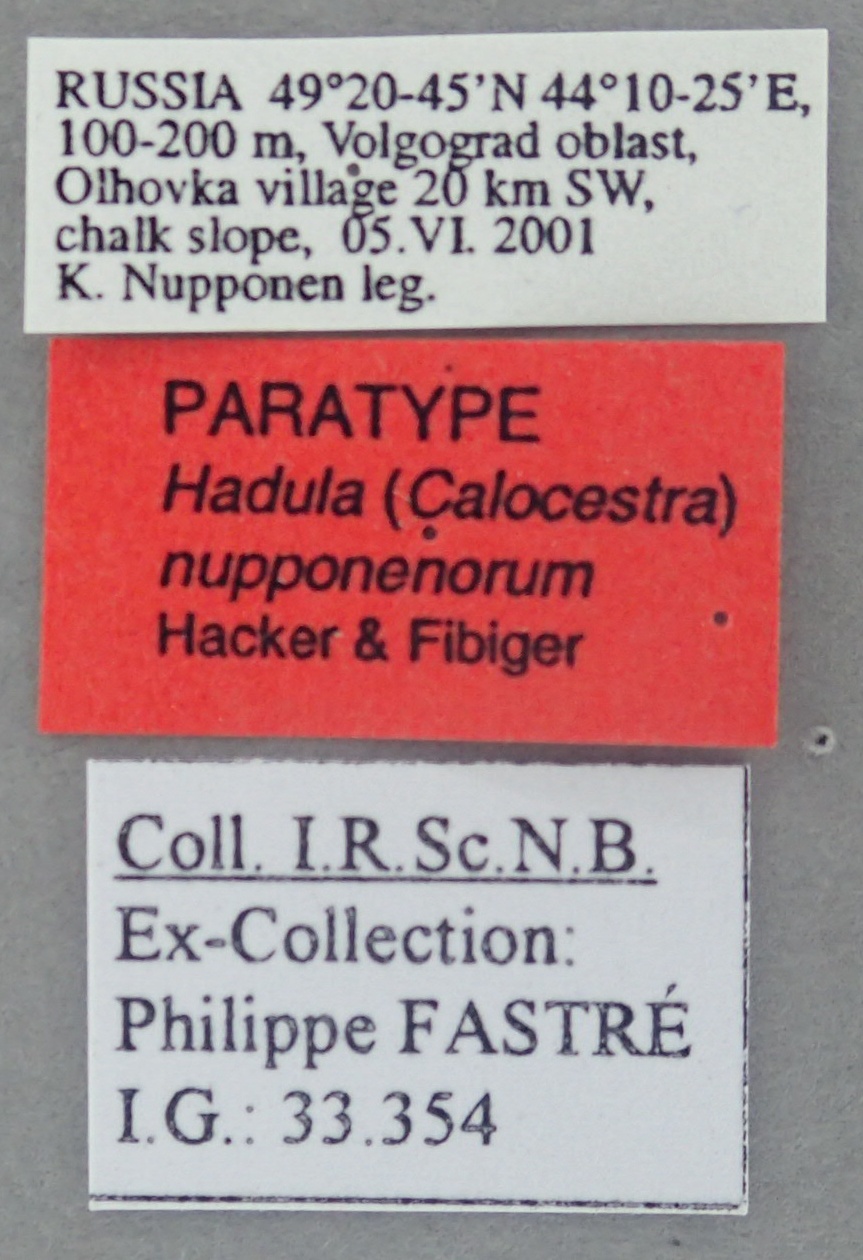 RUSSIA 49°20-45'N 44°10-25'E,
100-200 m, Volgograd oblast,
Olhovka village 20 km SW,
chalk slope, 05.VI. 2001
K. Nupponen leg.
PARATYPE
Hadula (Calocestra)
nupponenorum
Hacker & Fibiger
Coll. I.R.Sc.N.B.
Ex-Collection:
Philippe FASTRÉ
I.G.: 33.354